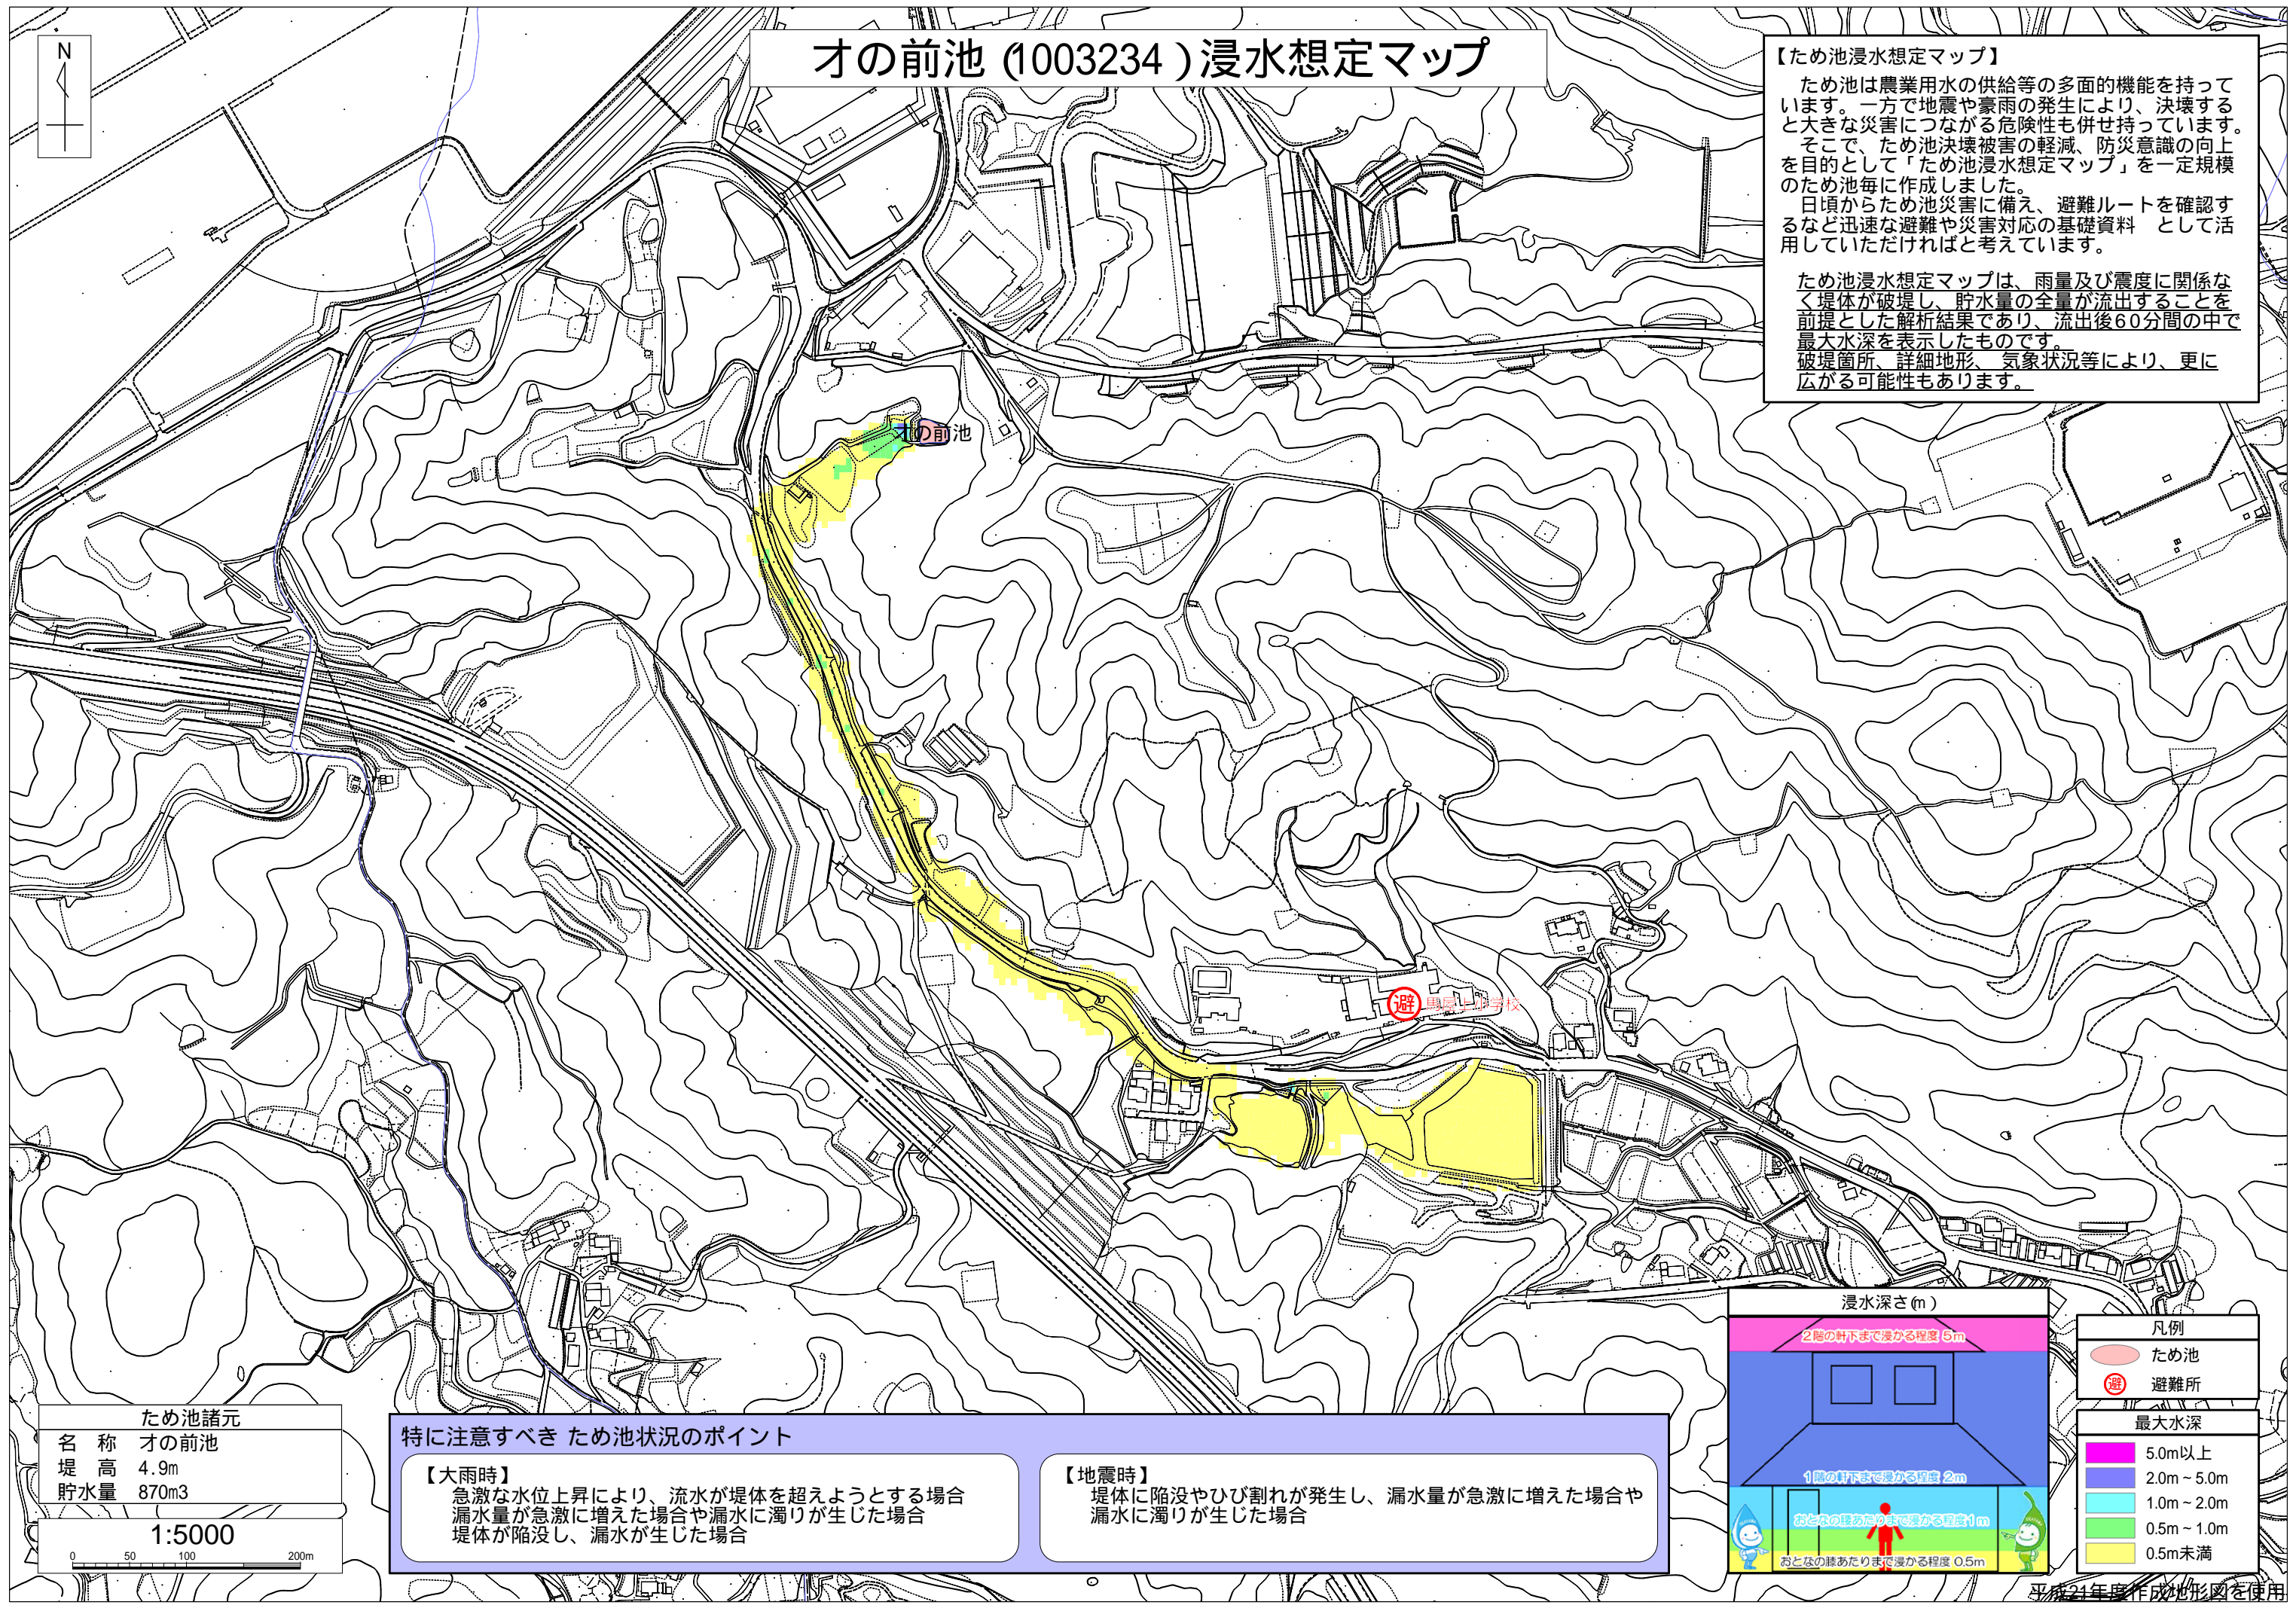 才の前池 (1003234)浸水想定マップ
N
【ため池浸水想定マップ】
ため池は農業用水の供給等の多面的機能を持って
います。一方で地震や豪雨の発生により、決壊する
と大きな災害につながる危険性も併せ持っています。
そこで、ため池決壊被害の軽減、防災意識の向上
を目的として「ため池浸水想定マップ」を一定規模
のため池毎に作成しました。
日頃からため池災害に備え、避難ルートを確認す
るなど迅速な避難や災害対応の基礎資料　として活
用していただければと考えています。
ため池浸水想定マップは、雨量及び震度に関係な
く堤体が破堤し、貯水量の全量が流出することを
前提とした解析結果であり、流出後60分間の中で
最大水深を表示したものです。
破堤箇所、詳細地形、気象状況等により、更に
広がる可能性もあります。
才の前池
避 馬屋上小学校
ため池諸元
名　称　才の前池
堤　高　4.9m
貯水量　870m3
1:5000
0 50 100 200m
特に注意すべき ため池状況のポイント
【大雨時】
急激な水位上昇により、流水が堤体を超えようとする場合
漏水量が急激に増えた場合や漏水に濁りが生じた場合
堤体が陥没し、漏水が生じた場合
【地震時】
堤体に陥没やひび割れが発生し、漏水量が急激に増えた場合や
漏水に濁りが生じた場合
浸水深さ(m)
2階の軒下まで浸かる程度 5m
1階の軒下まで浸かる程度 2m
おとなの腰あたりまで浸かる程度1m
おとなの膝あたりまで浸かる程度 0.5m
凡例
ため池
避 避難所
最大水深
5.0m以上
2.0m～5.0m
1.0m～2.0m
0.5m～1.0m
0.5m未満
平成21年度作成地形図を使用